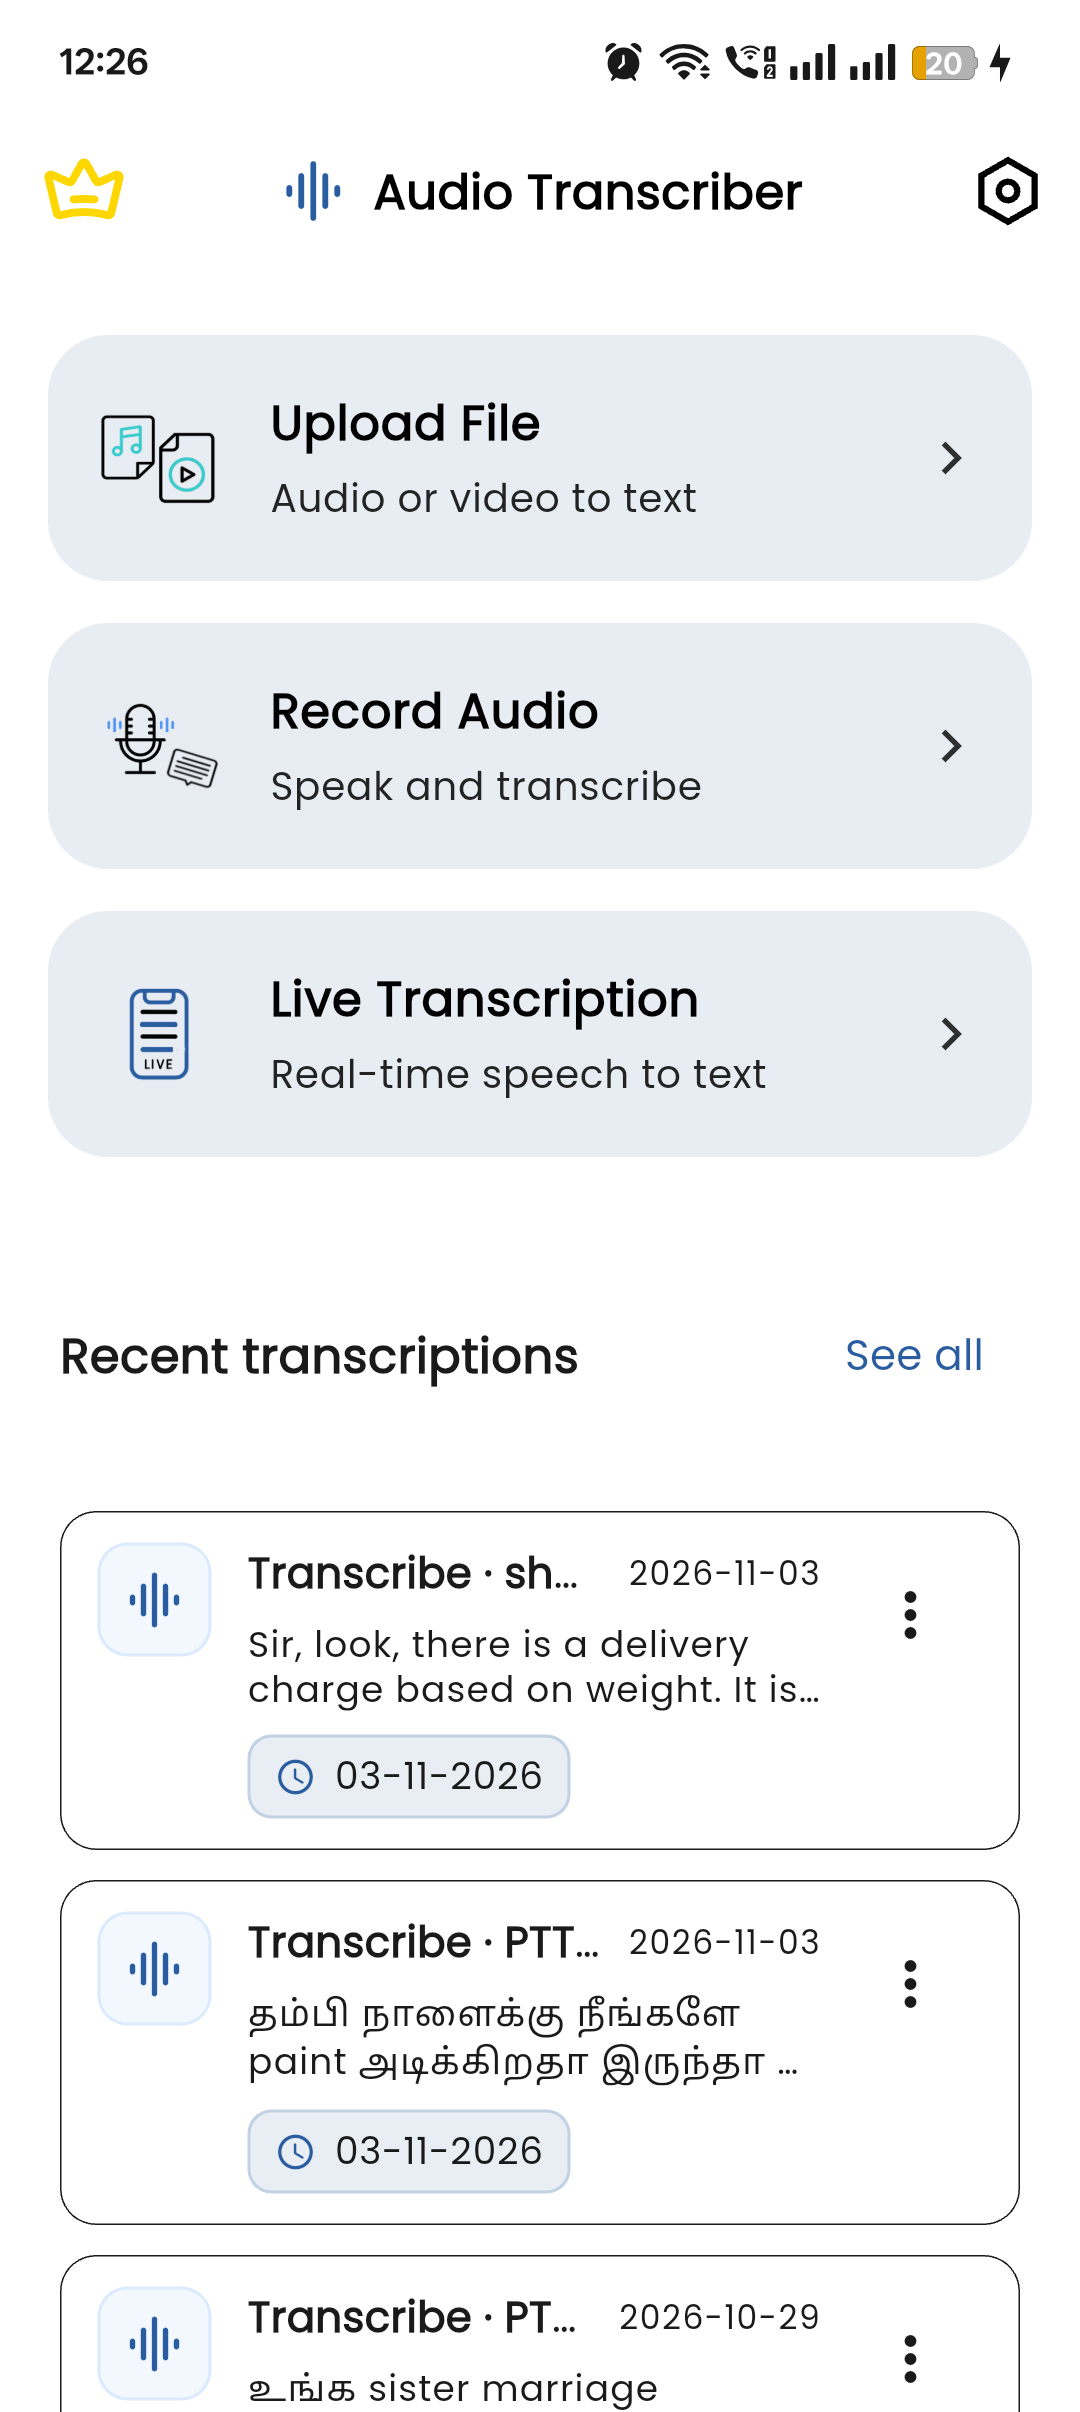 12:26
1
2
20
Audio Transcriber
Upload File
Audio or video to text
Record Audio
Speak and transcribe
LIVE
Live Transcription
Real-time speech to text
Recent transcriptions
See all
Transcribe · sh... 2026-11-03
Sir, look, there is a delivery
charge based on weight. It is...
03-11-2026
Transcribe · PTT... 2026-11-03
தம்பி நாளைக்கு நீங்களே
paint அடிக்கிறதா இருந்தா ...
03-11-2026
Transcribe · PT... 2026-10-29
உங்க sister marriage